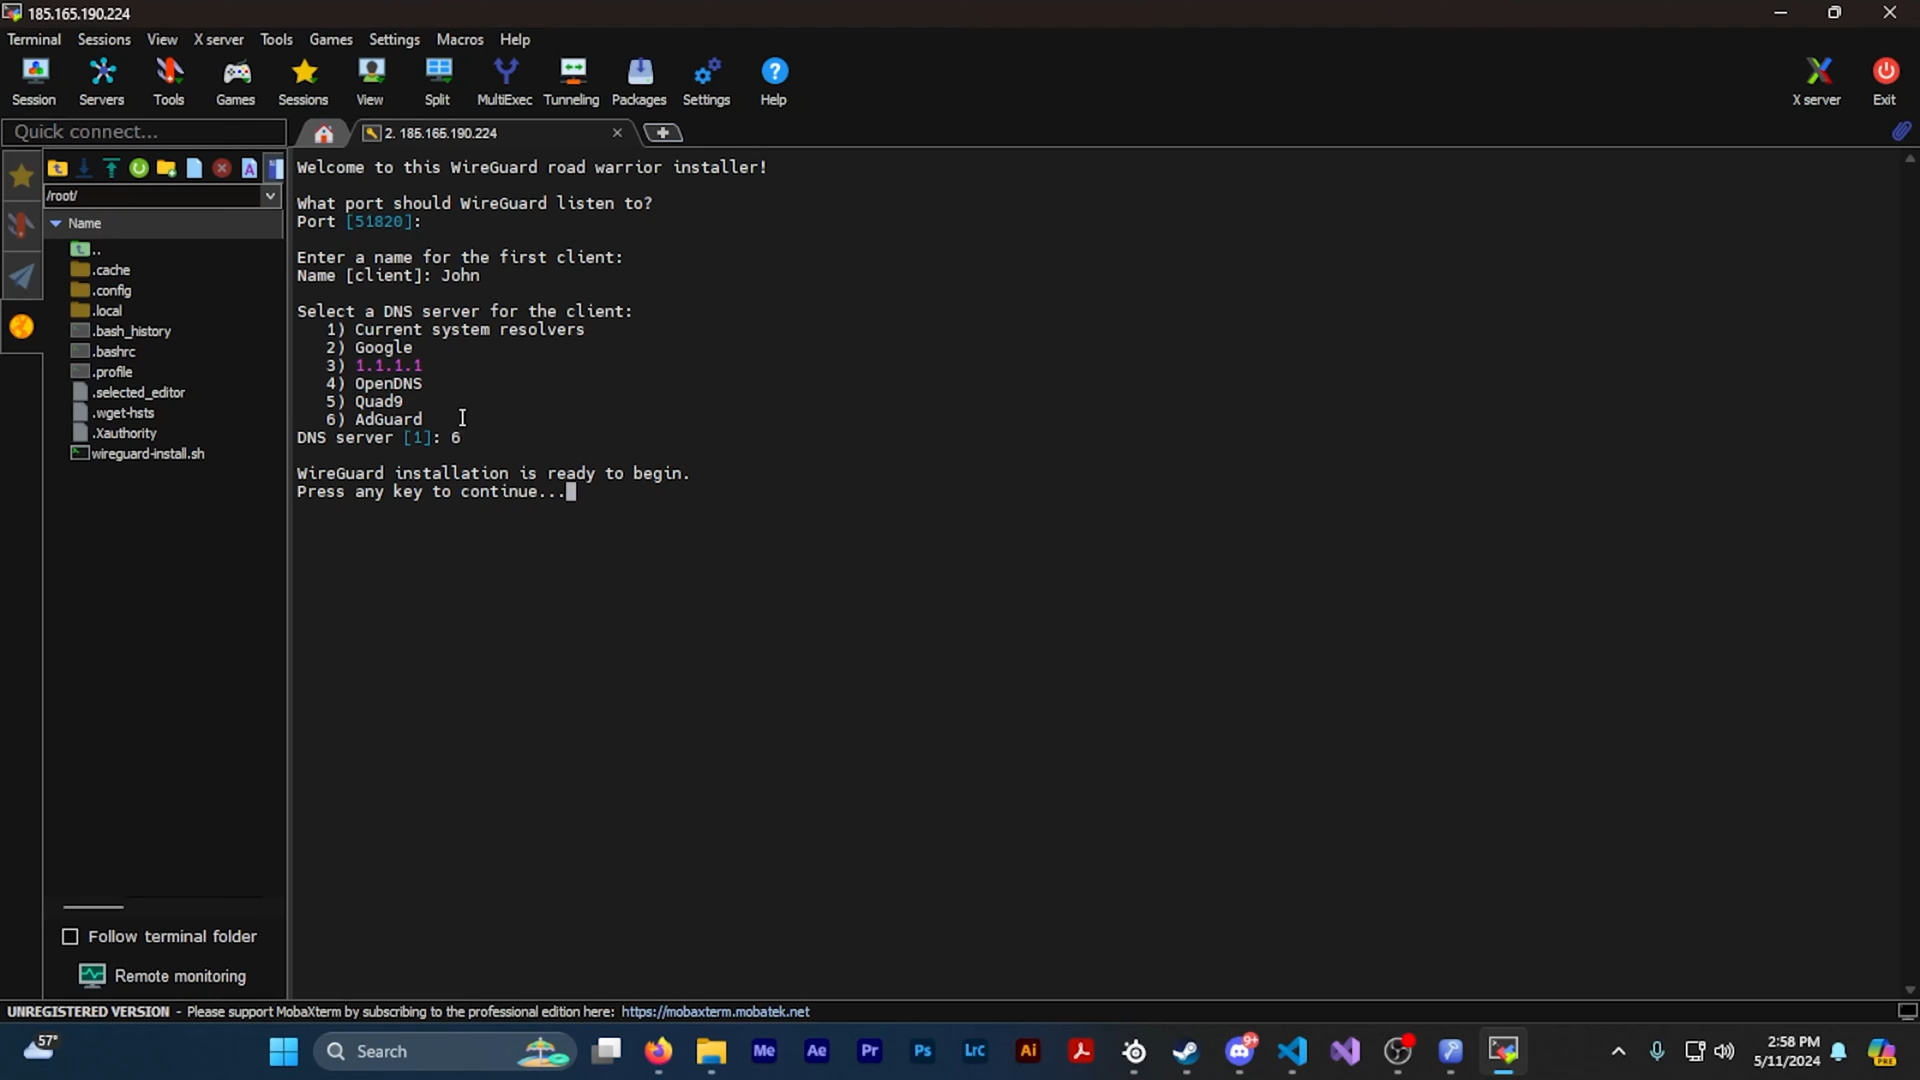 185.165.190.224
Terminal Sessions View X server Tools Games Settings Macros Help
Session Servers Tools Games Sessions View Split MultiExec Tunneling Packages Settings Help X server Exit
Quick connect...
2. 185.165.190.224
/root/
Name
..
.cache
.config
.local
.bash_history
.bashrc
.profile
.selected_editor
.wget-hsts
.Xauthority
wireguard-install.sh
Follow terminal folder
Remote monitoring
Welcome to this WireGuard road warrior installer!
What port should WireGuard listen to?
Port [51820]:
Enter a name for the first client:
Name [client]: John
Select a DNS server for the client:
1) Current system resolvers
2) Google
3) 1.1.1.1
4) OpenDNS
5) Quad9
6) AdGuard
DNS server [1]: 6
WireGuard installation is ready to begin.
Press any key to continue...
UNREGISTERED VERSION - Please support MobaXterm by subscribing to the professional edition here: https://mobaxterm.mobatek.net
57°
Search
Me Ae Pr Ps Lrc Ai
9+
2:58 PM
5/11/2024
PRE